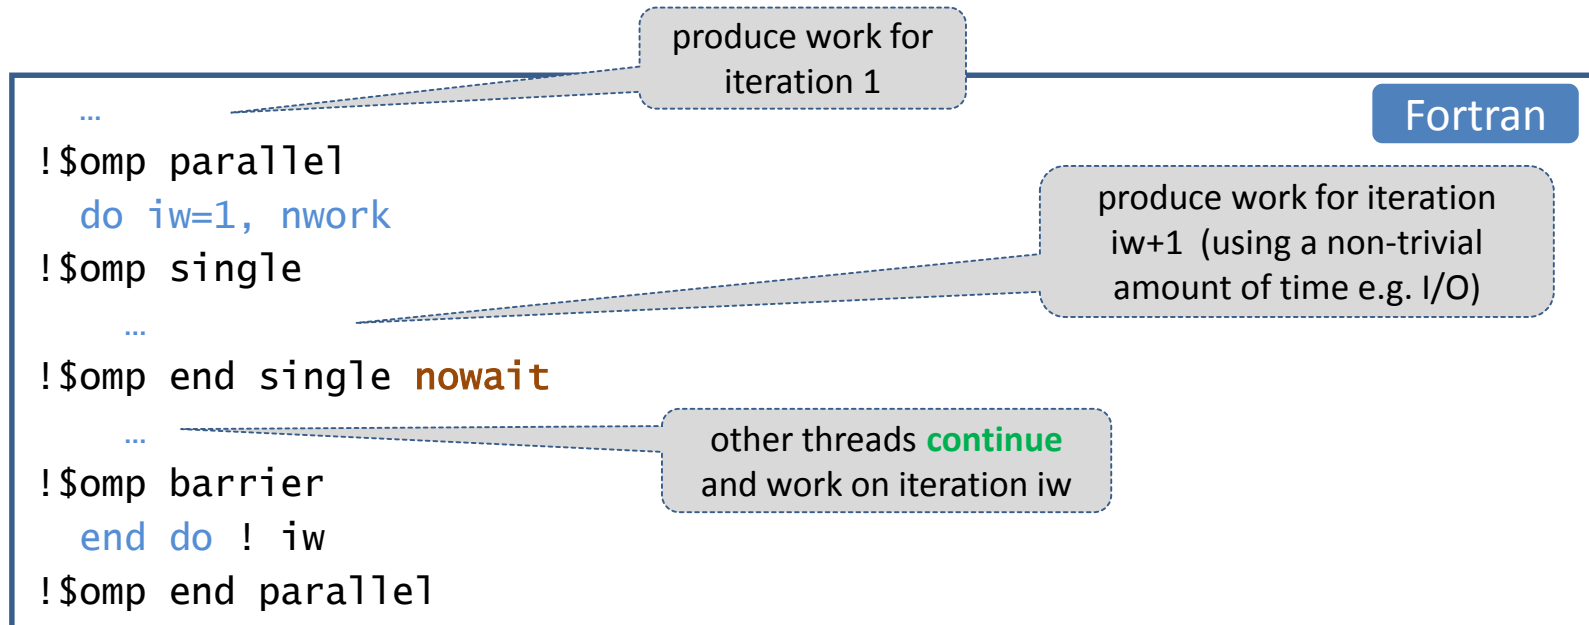 produce work for
iteration 1
…
Fortran
!$omp parallel
do iw=1, nwork
produce work for iteration
iw+1 (using a non-trivial
amount of time e.g. I/O)
!$omp single
…
!$omp end single nowait
…
other threads continue
and work on iteration iw
!$omp barrier
end do ! iw
!$omp end parallel